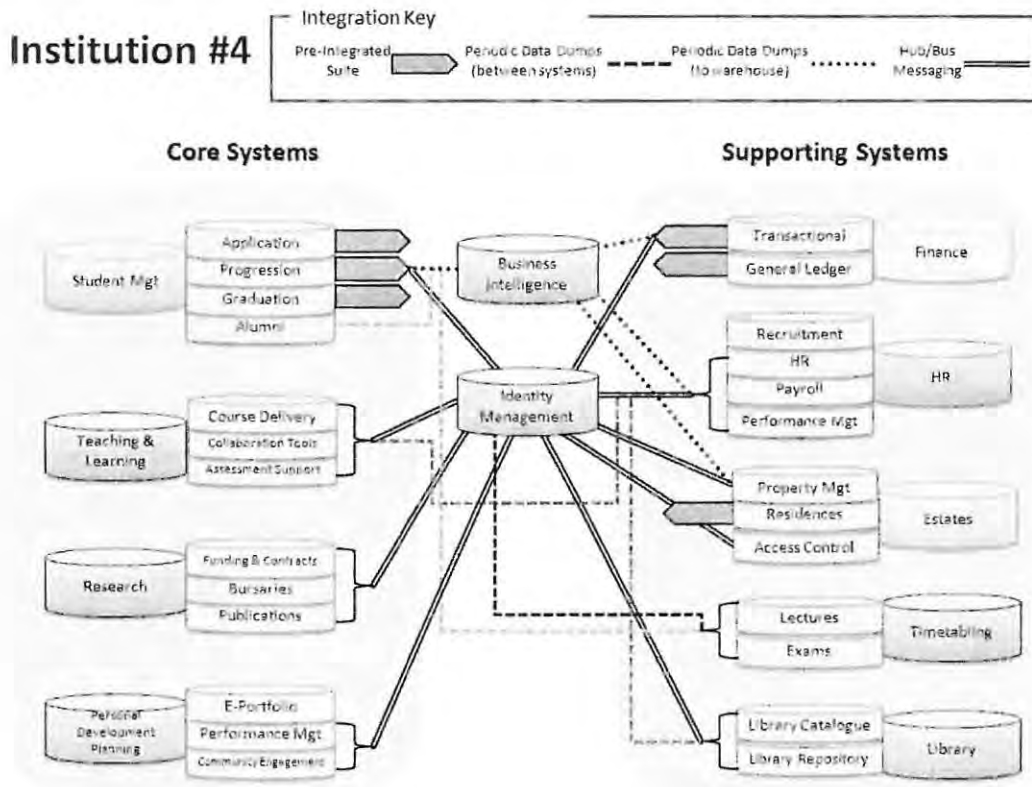 Institution #4
Integration Key
Pre-Integrated
Suite
Periodic Data Dumps
(between systems)
Periodic Data Dumps
(to warehouse)
Hub/Bus
Messaging
Core Systems
Supporting Systems
Student Mgt
Application
Progression
Graduation
Alumni
Business
Intelligence
Transactional
General Ledger
Finance
Identity
Management
Recruitment
HR
Payroll
Performance Mgt
HR
Teaching &
Learning
Course Delivery
Collaboration Tools
Assessment Support
Property Mgt
Residences
Access Control
Estates
Research
Funding & Contracts
Bursaries
Publications
Lectures
Exams
Timetabling
Personal
Development
Planning
E-Portfolio
Performance Mgt
Community Engagement
Library Catalogue
Library Repository
Library